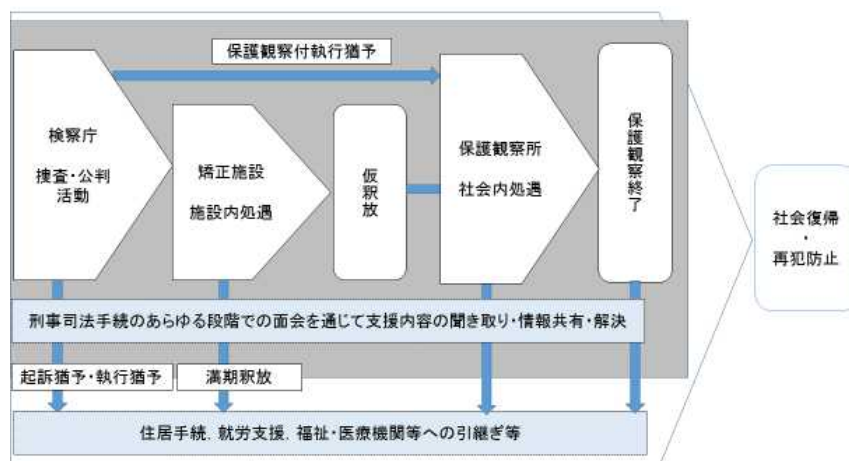 保護観察付執行猶予
検察庁
捜査・公判
活動
矯正施設
施設内処遇
仮釈放
保護観察所
社会内処遇
保護観察終了
社会復帰
・
再犯防止
刑事司法手続のあらゆる段階での面会を通じて支援内容の聞き取り・情報共有・解決
起訴猶予・執行猶予
満期釈放
住居手続．就労支援．福祉・医療機関等への引継ぎ等